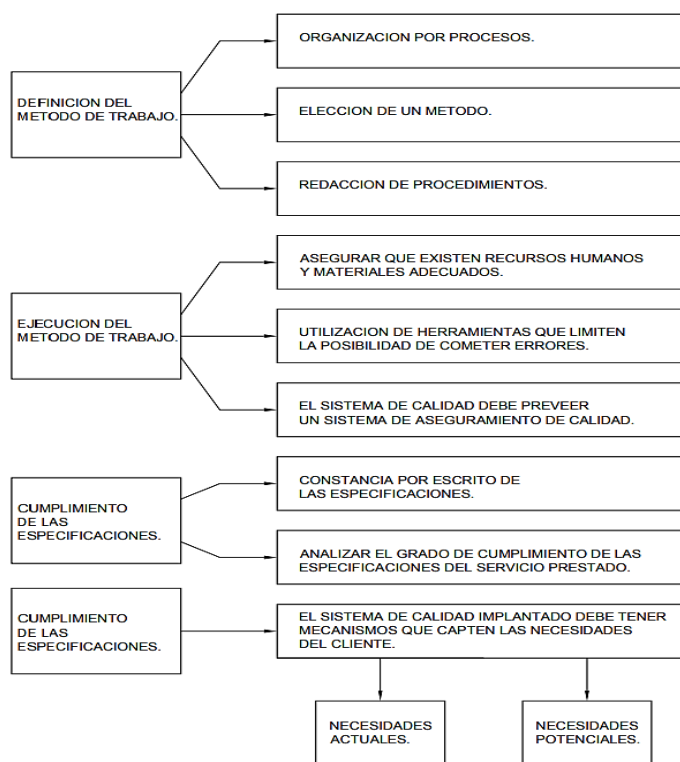 DEFINICION DEL
METODO DE TRABAJO.
ORGANIZACION POR PROCESOS.
ELECCION DE UN METODO.
REDACCION DE PROCEDIMIENTOS.
EJECUCION DEL
METODO DE TRABAJO.
ASEGURAR QUE EXISTEN RECURSOS HUMANOS
Y MATERIALES ADECUADOS.
UTILIZACION DE HERRAMIENTAS QUE LIMITEN
LA POSIBILIDAD DE COMETER ERRORES.
EL SISTEMA DE CALIDAD DEBE PREVEER
UN SISTEMA DE ASEGURAMIENTO DE CALIDAD.
CUMPLIMIENTO
DE LAS
ESPECIFICACIONES.
CONSTANCIA POR ESCRITO DE
LAS ESPECIFICACIONES.
ANALIZAR EL GRADO DE CUMPLIMIENTO DE LAS
ESPECIFICACIONES DEL SERVICIO PRESTADO.
CUMPLIMIENTO
DE LAS
ESPECIFICACIONES.
EL SISTEMA DE CALIDAD IMPLANTADO DEBE TENER
MECANISMOS QUE CAPTEN LAS NECESIDADES
DEL CLIENTE.
NECESIDADES
ACTUALES.
NECESIDADES
POTENCIALES.